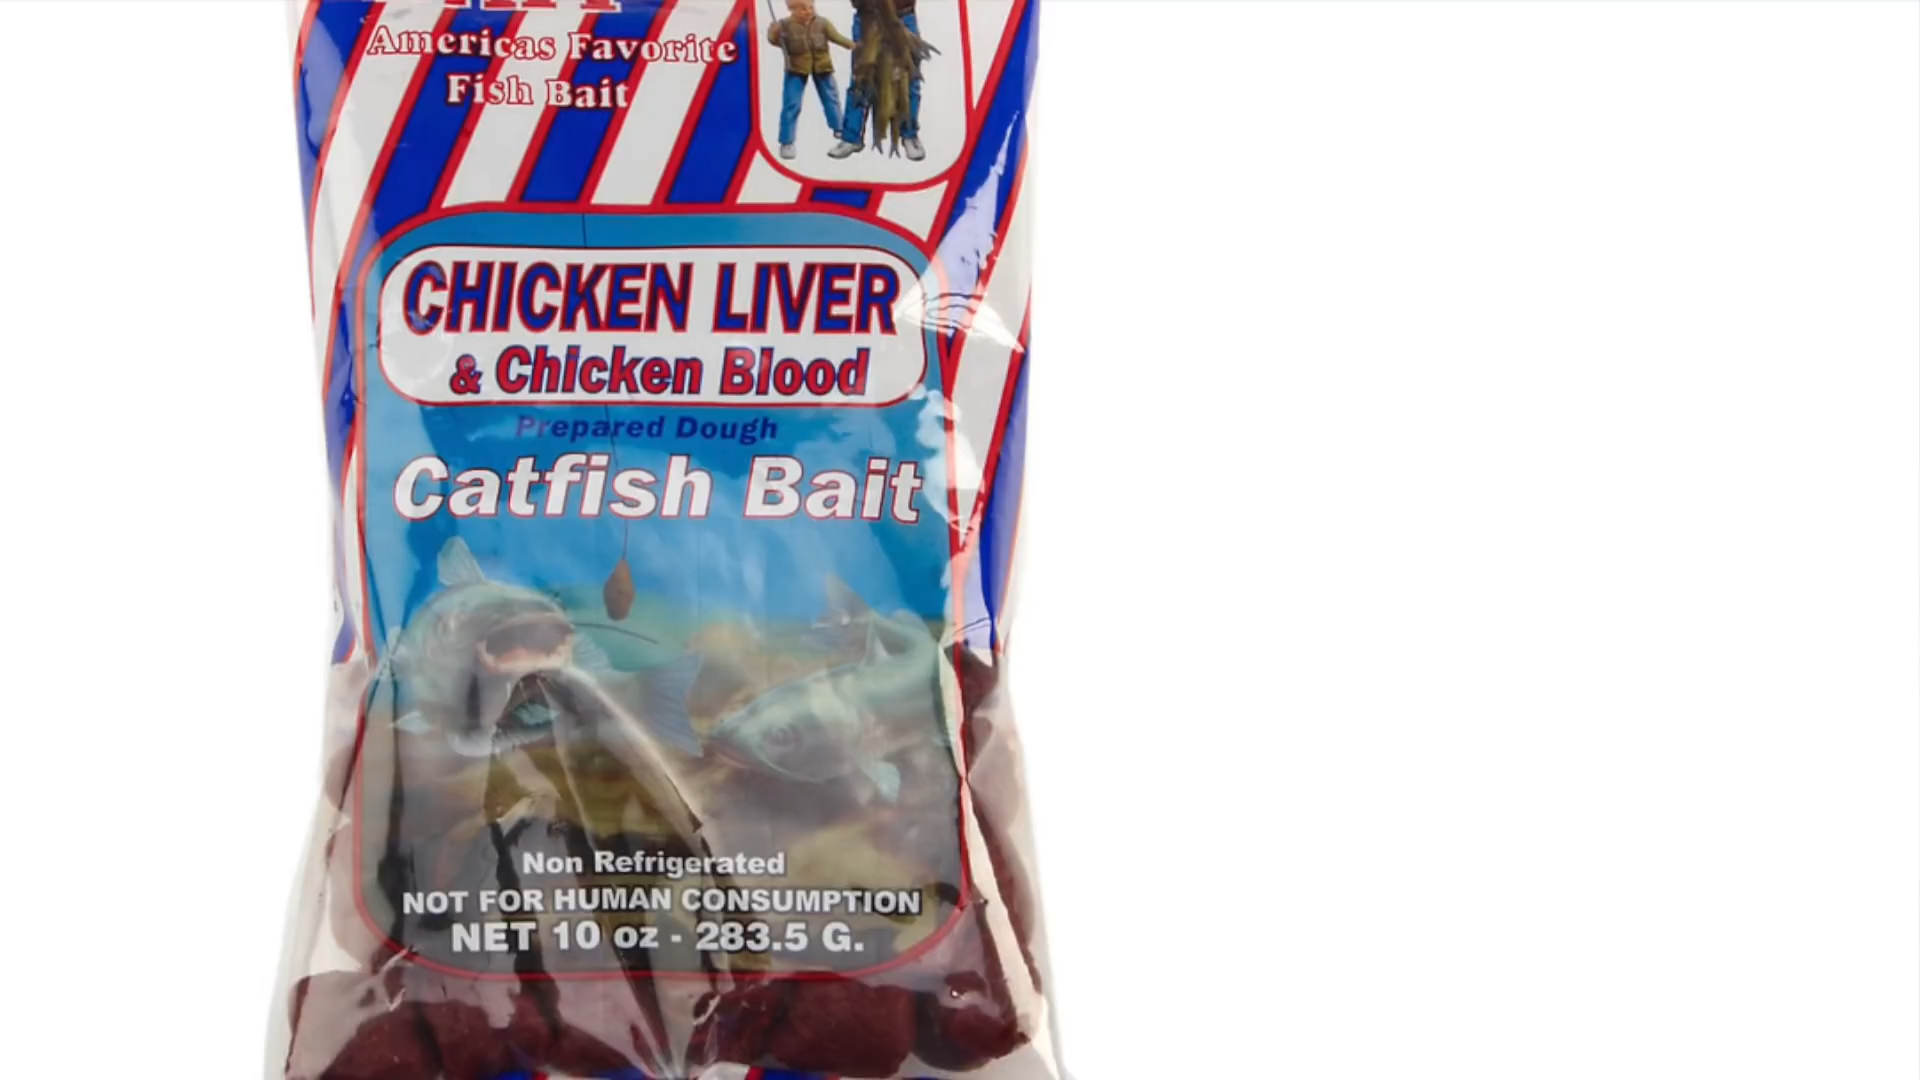 Americas Favorite
Fish Bait
CHICKEN LIVER
& Chicken Blood
Prepared Dough
Catfish Bait
Non Refrigerated
NOT FOR HUMAN CONSUMPTION
NET 10 oz - 283.5 G.